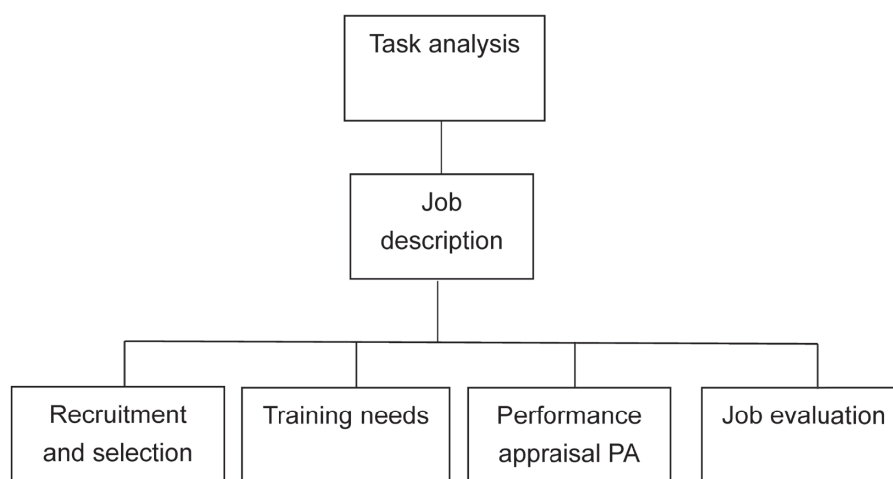 Task analysis
Job
description
Recruitment
and selection
Training needs
Performance
appraisal PA
Job evaluation